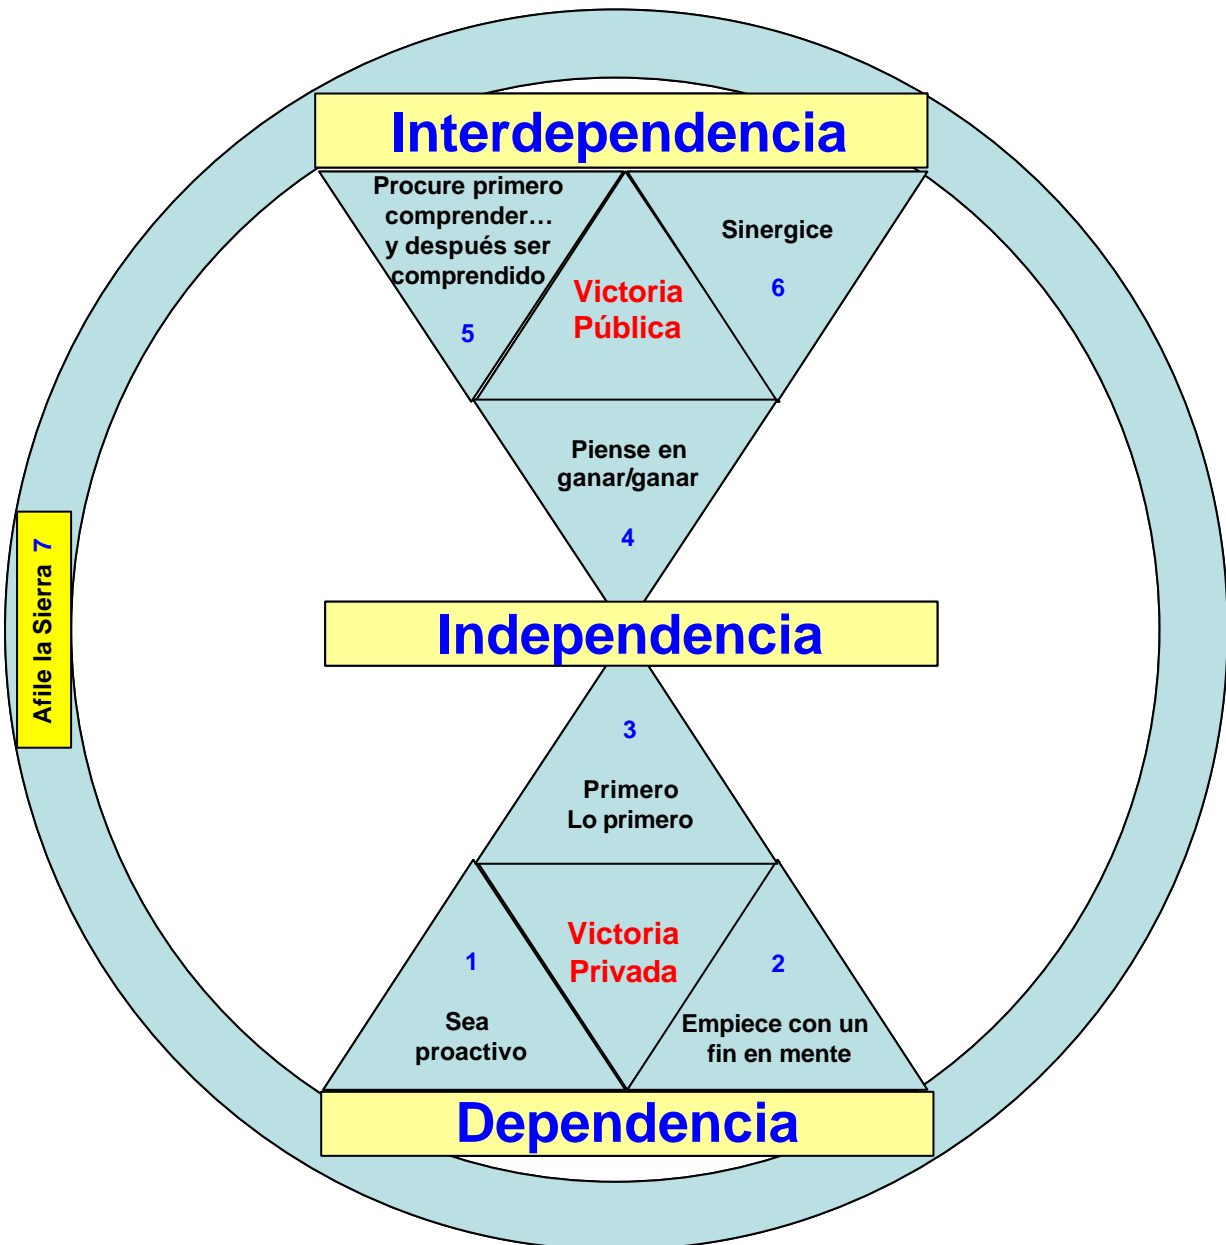 Interdependencia
Procure primero
comprender…
y después ser
comprendido
5
Victoria
Pública
Sinergice
6
Piense en
ganar/ganar
4
Afile la Sierra 7
Independencia
3
Primero
Lo primero
1
Sea
proactivo
Victoria
Privada
2
Empiece con un
fin en mente
Dependencia